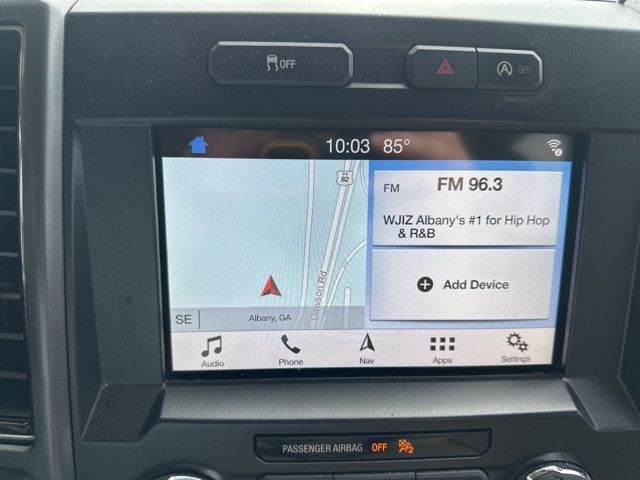 OFF
A OFF
10:03 85°
U S
82
FM FM 96.3
WJIZ Albany's #1 for Hip Hop
& R&B
Dawson Rd
Add Device
SE Albany, GA
Audio Phone Nav Apps Settings
PASSENGER AIRBAG OFF 2